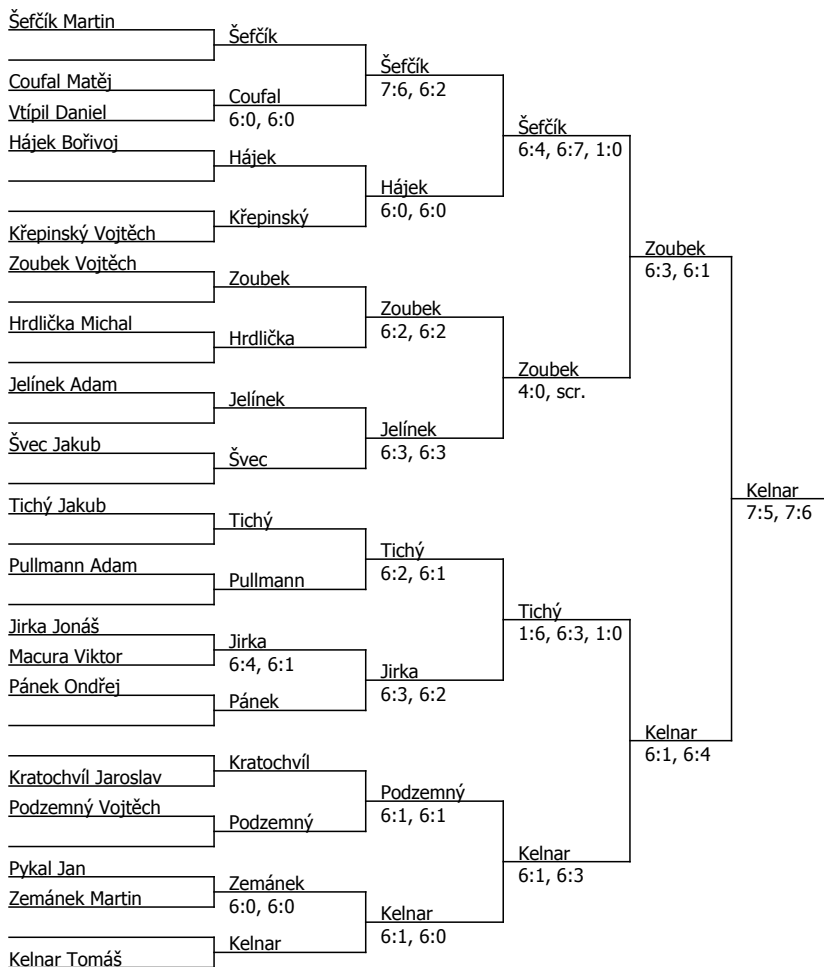 Šefčík Martin
Coufal Matěj
Vtípil Daniel
Hájek Bořivoj
Křepinský Vojtěch
Zoubek Vojtěch
Hrdlička Michal
Jelínek Adam
Švec Jakub
Tichý Jakub
Pullmann Adam
Jirka Jonáš
Macura Viktor
Pánek Ondřej
Kratochvíl Jaroslav
Podzemný Vojtěch
Pykal Jan
Zemánek Martin
Kelnar Tomáš
Šefčík
Coufal
6:0, 6:0
Hájek
Křepinský
Zoubek
Hrdlička
Jelínek
Švec
Tichý
Pullmann
Jirka
6:4, 6:1
Pánek
Kratochvíl
Podzemný
Zemánek
6:0, 6:0
Kelnar
Šefčík
7:6, 6:2
Hájek
6:0, 6:0
Zoubek
6:2, 6:2
Jelínek
6:3, 6:3
Tichý
6:2, 6:1
Jirka
6:3, 6:2
Podzemný
6:1, 6:1
Kelnar
6:1, 6:0
Šefčík
6:4, 6:7, 1:0
Zoubek
4:0, scr.
Tichý
1:6, 6:3, 1:0
Kelnar
6:1, 6:3
Zoubek
6:3, 6:1
Kelnar
6:1, 6:4
Kelnar
7:5, 7:6